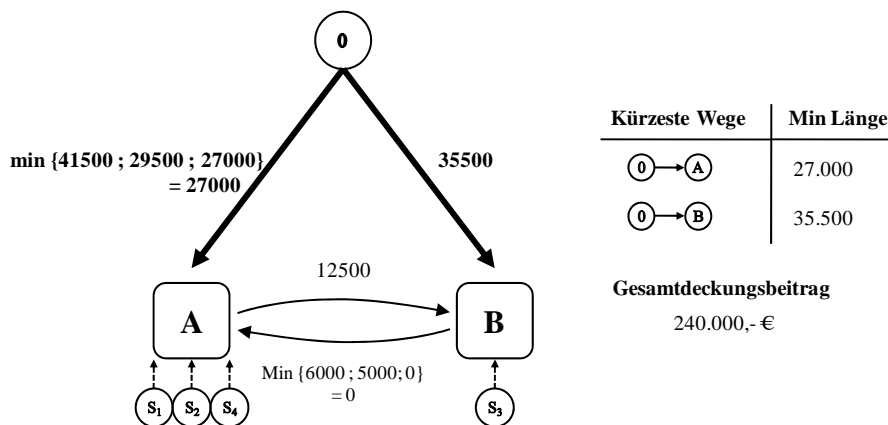 0
min {41500 ; 29500 ; 27000}
= 27000
35500
12500
A
B
Min {6000 ; 5000; 0}
= 0
S1 S2 S4
S3
Kürzeste Wege Min Länge
0 A 27.000
0 B 35.500
Gesamtdeckungsbeitrag
240.000,- €